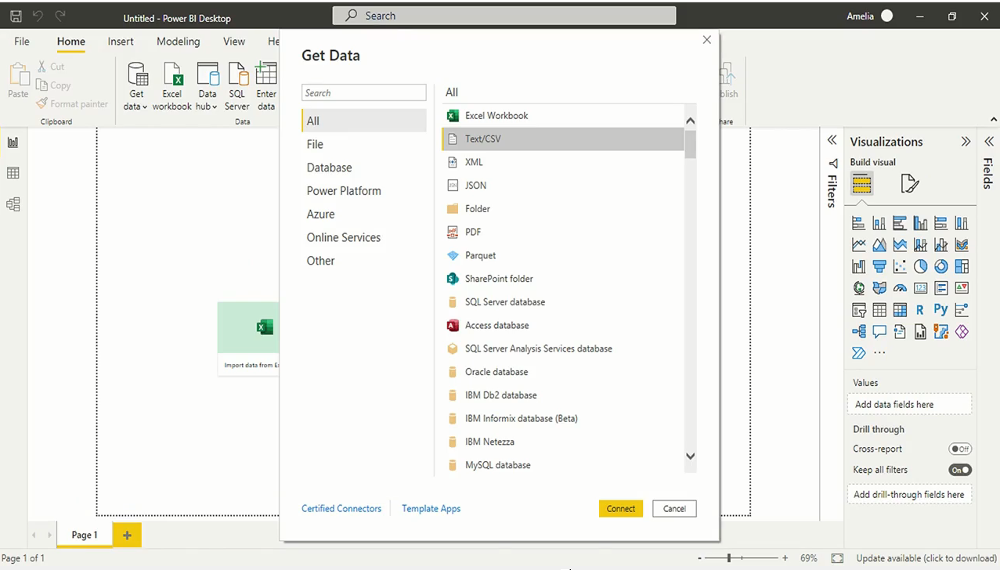 Untitled - Power BI Desktop
Search
Amelia
File
Home
Insert
Modeling
View
He
Paste
Cut
Copy
Format painter
Clipboard
Get data
Excel workbook
Data hub
SQL Server
Enter data
Data
blish
hare
Get Data
Search
All
File
Database
Power Platform
Azure
Online Services
Other
All
Excel Workbook
Text/CSV
XML
JSON
Folder
PDF
Parquet
SharePoint folder
SQL Server database
Access database
SQL Server Analysis Services database
Oracle database
IBM Db2 database
IBM Informix database (Beta)
IBM Netezza
MySQL database
Certified Connectors
Template Apps
Connect
Cancel
Import data from Ex
Filters
Visualizations
Build visual
123
R
Py
Values
Add data fields here
Drill through
Cross-report
Off
Keep all filters
On
Add drill-through fields here
Fields
Page 1
Page 1 of 1
- + 69%
Update available (click to download)